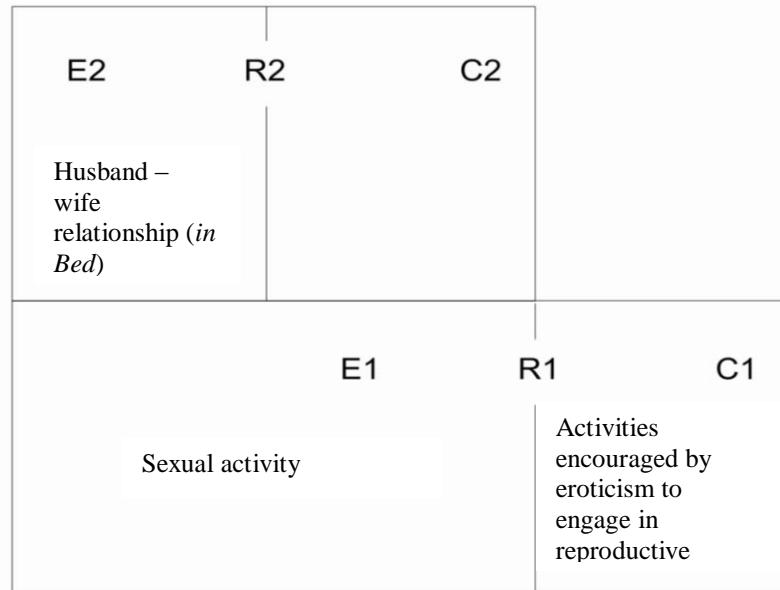 E2 R2 C2
Husband –
wife
relationship (in
Bed)
E1 R1 C1
Sexual activity
Activities
encouraged by
eroticism to
engage in
reproductive